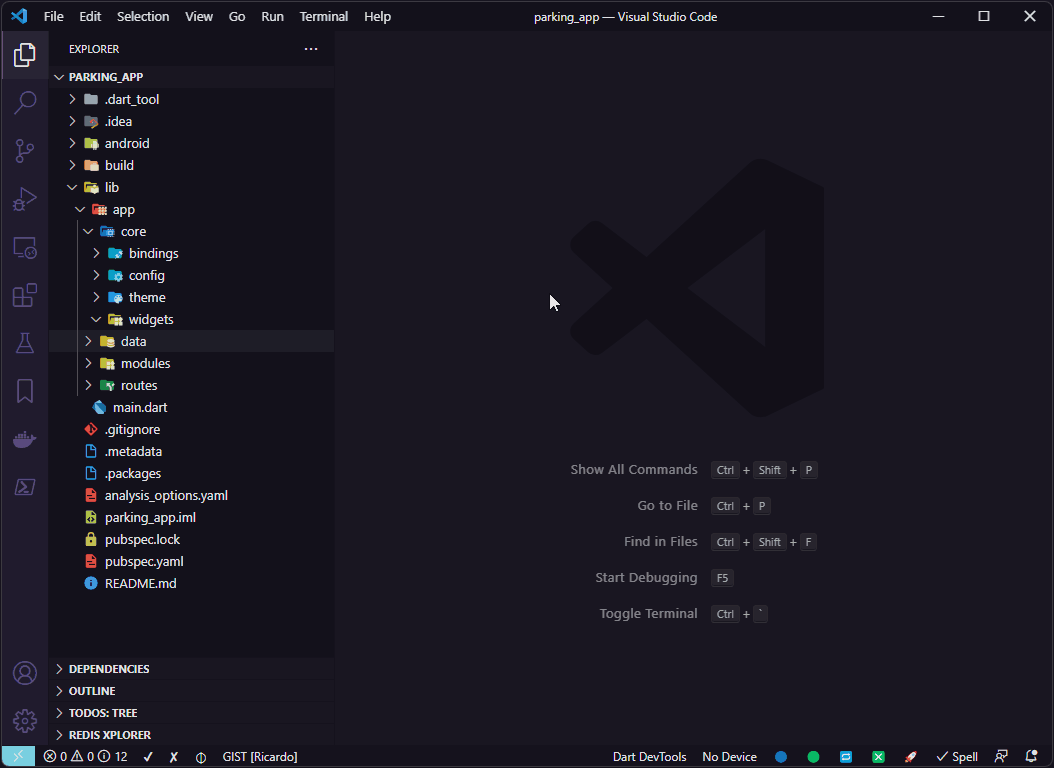 File Edit Selection View Go Run Terminal Help parking_app — Visual Studio Code
EXPLORER ···
PARKING_APP
.dart_tool
.idea
android
build
lib
app
core
bindings
config
theme
widgets
data
modules
routes
main.dart
.gitignore
.metadata
.packages
analysis_options.yaml
parking_app.iml
pubspec.lock
pubspec.yaml
README.md
Show All Commands Ctrl + Shift + P
Go to File Ctrl + P
Find in Files Ctrl + Shift + F
Start Debugging F5
Toggle Terminal Ctrl + `
DEPENDENCIES
OUTLINE
TODOS: TREE
REDIS XPLORER
0 0 12 GIST [Ricardo] Dart DevTools No Device Spell